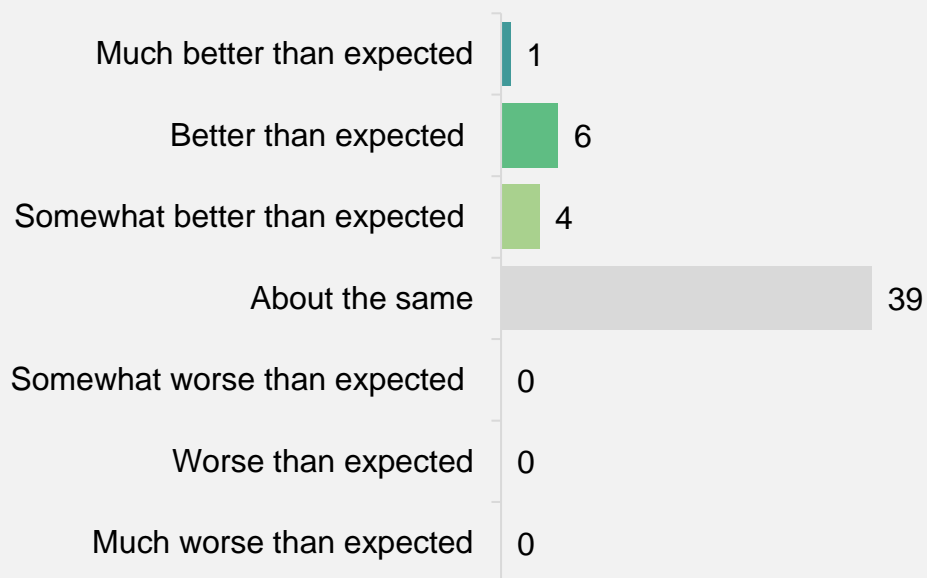 Much better than expected 1
Better than expected 6
Somewhat better than expected 4
About the same 39
Somewhat worse than expected 0
Worse than expected 0
Much worse than expected 0